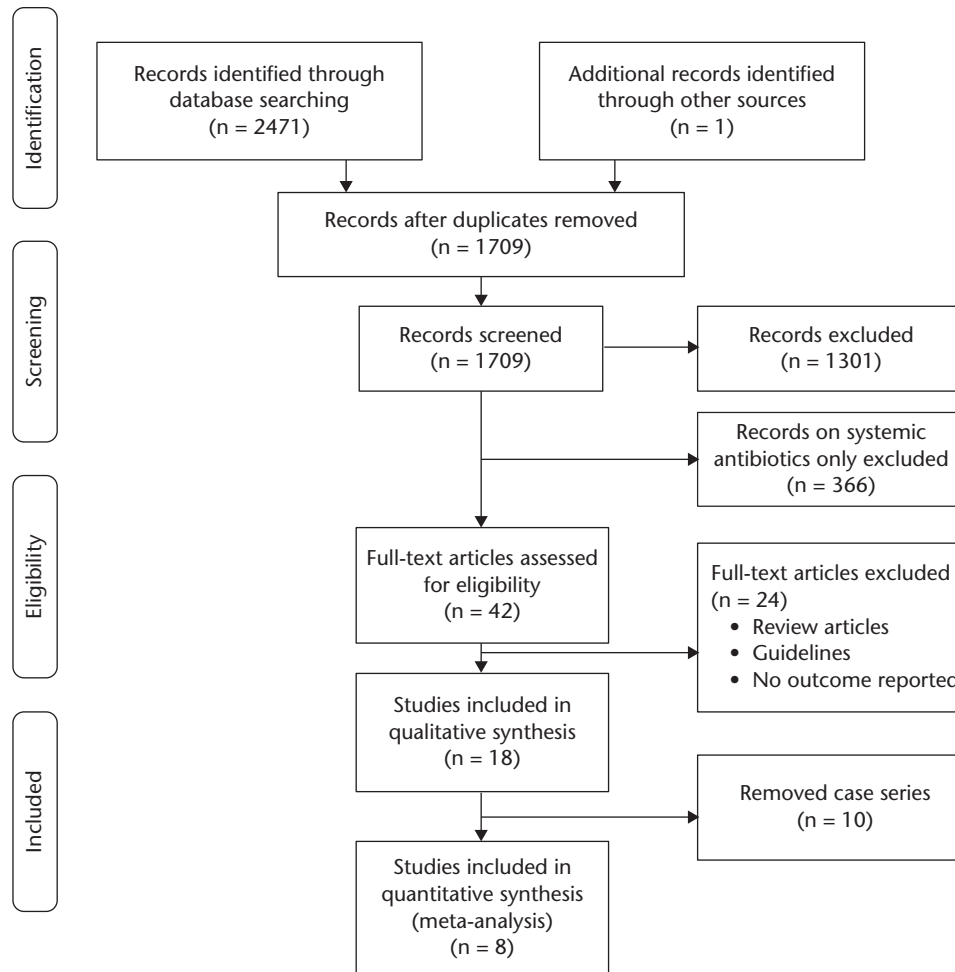 Identification
Records identified through
database searching
(n = 2471)
Additional records identified
through other sources
(n = 1)
Records after duplicates removed
(n = 1709)
Screening
Records screened
(n = 1709)
Records excluded
(n = 1301)
Records on systemic
antibiotics only excluded
(n = 366)
Eligibility
Full-text articles assessed
for eligibility
(n = 42)
Full-text articles excluded
(n = 24)
• Review articles
• Guidelines
• No outcome reported
Studies included in
qualitative synthesis
(n = 18)
Included
Removed case series
(n = 10)
Studies included in
quantitative synthesis
(meta-analysis)
(n = 8)